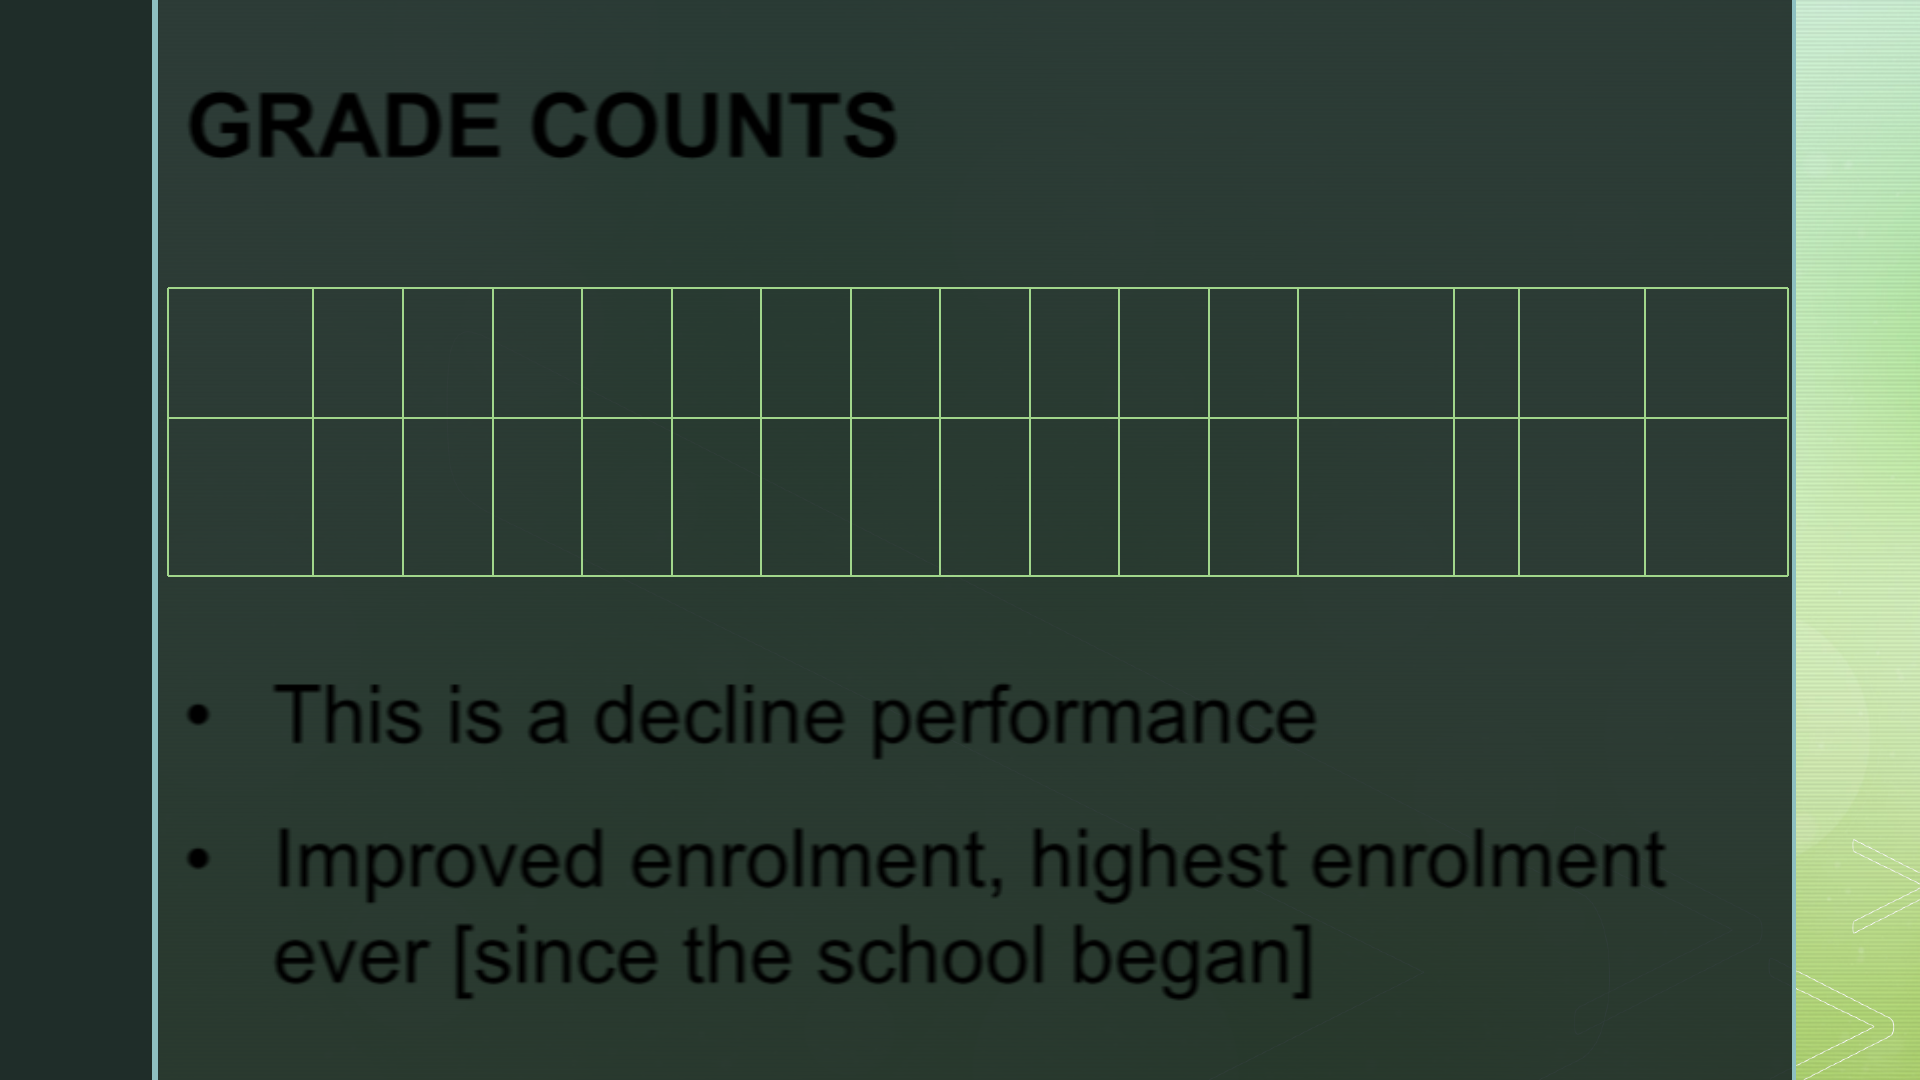 GRADE COUNTS
• This is a decline performance
• Improved enrolment, highest enrolment
ever [since the school began]